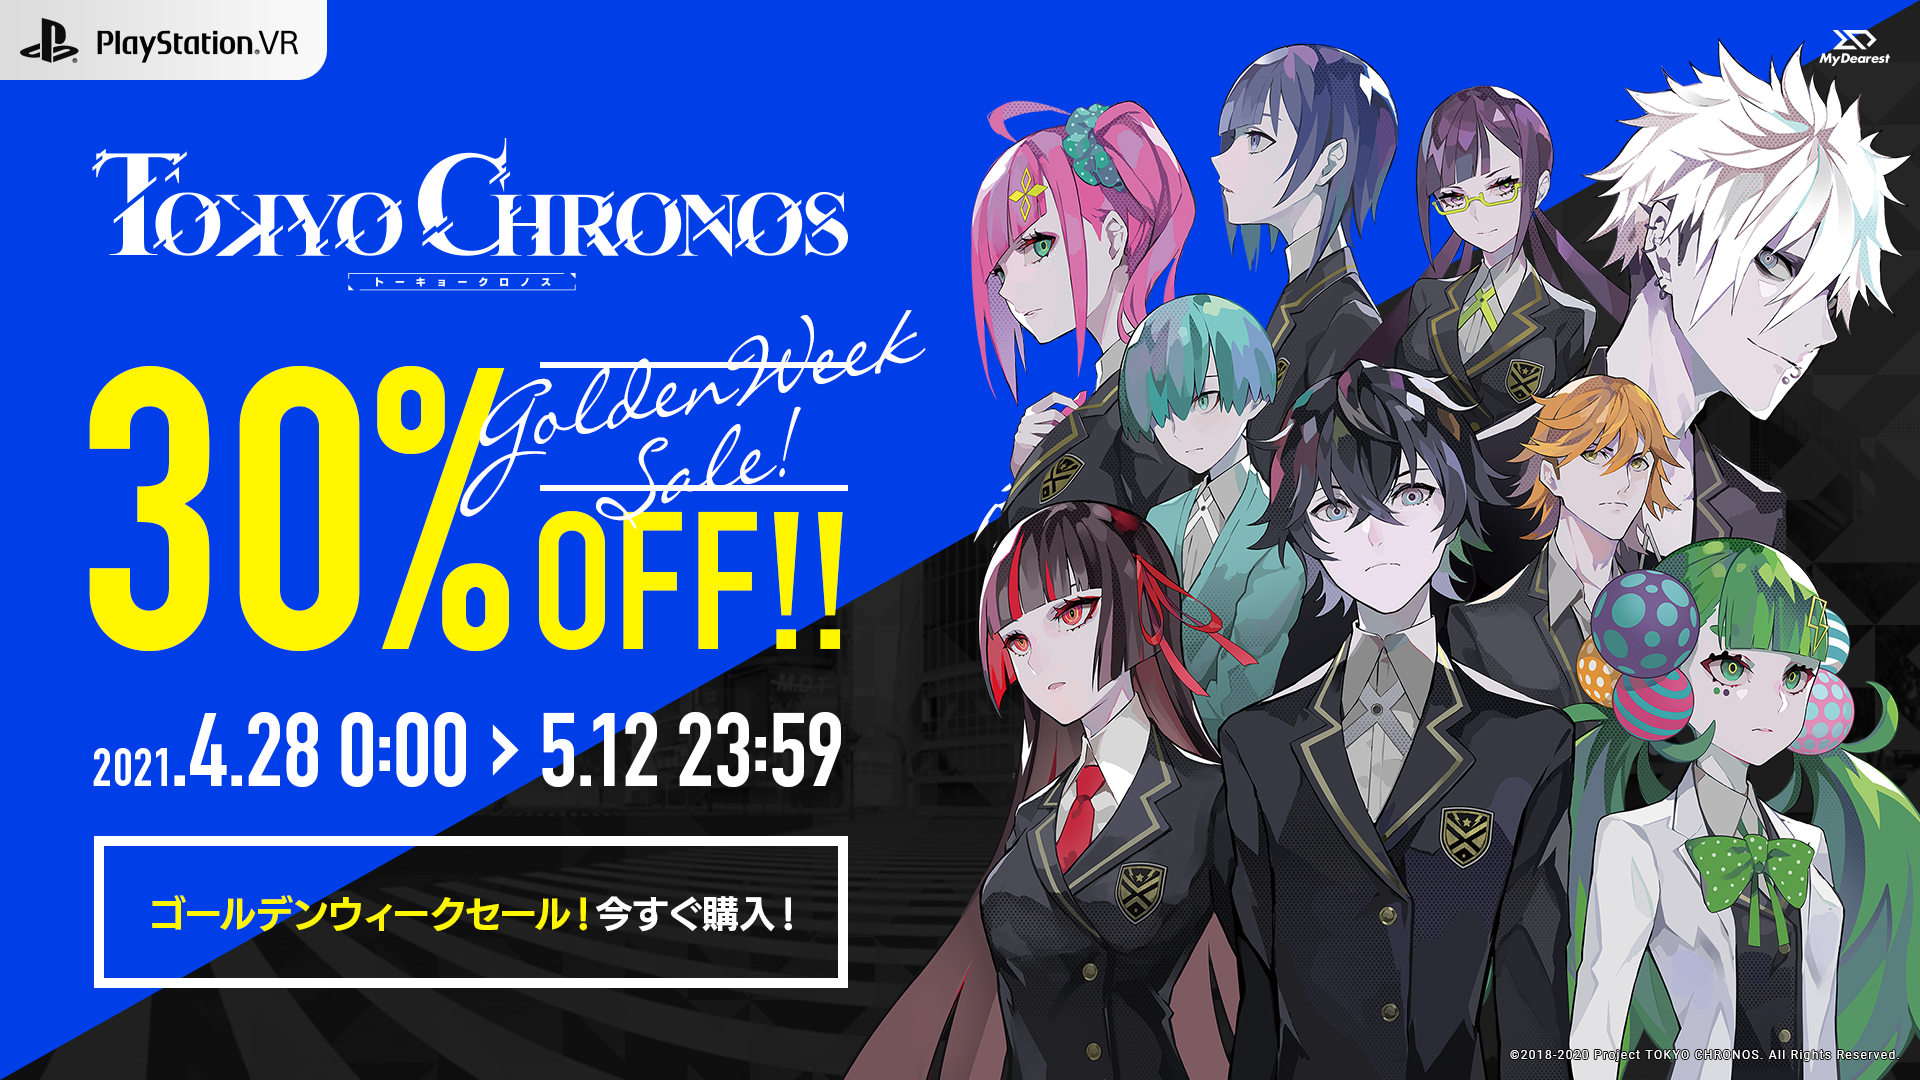 PlayStation®VR
MyDearest
TOKYO CHRONOS
トーキョークロノス
30% OFF!!
Golden Week
Sale!
2021.4.28 0:00 > 5.12 23:59
ゴールデンウィークセール！今すぐ購入！
©2018-2020 Project TOKYO CHRONOS. All Rights Reserved.